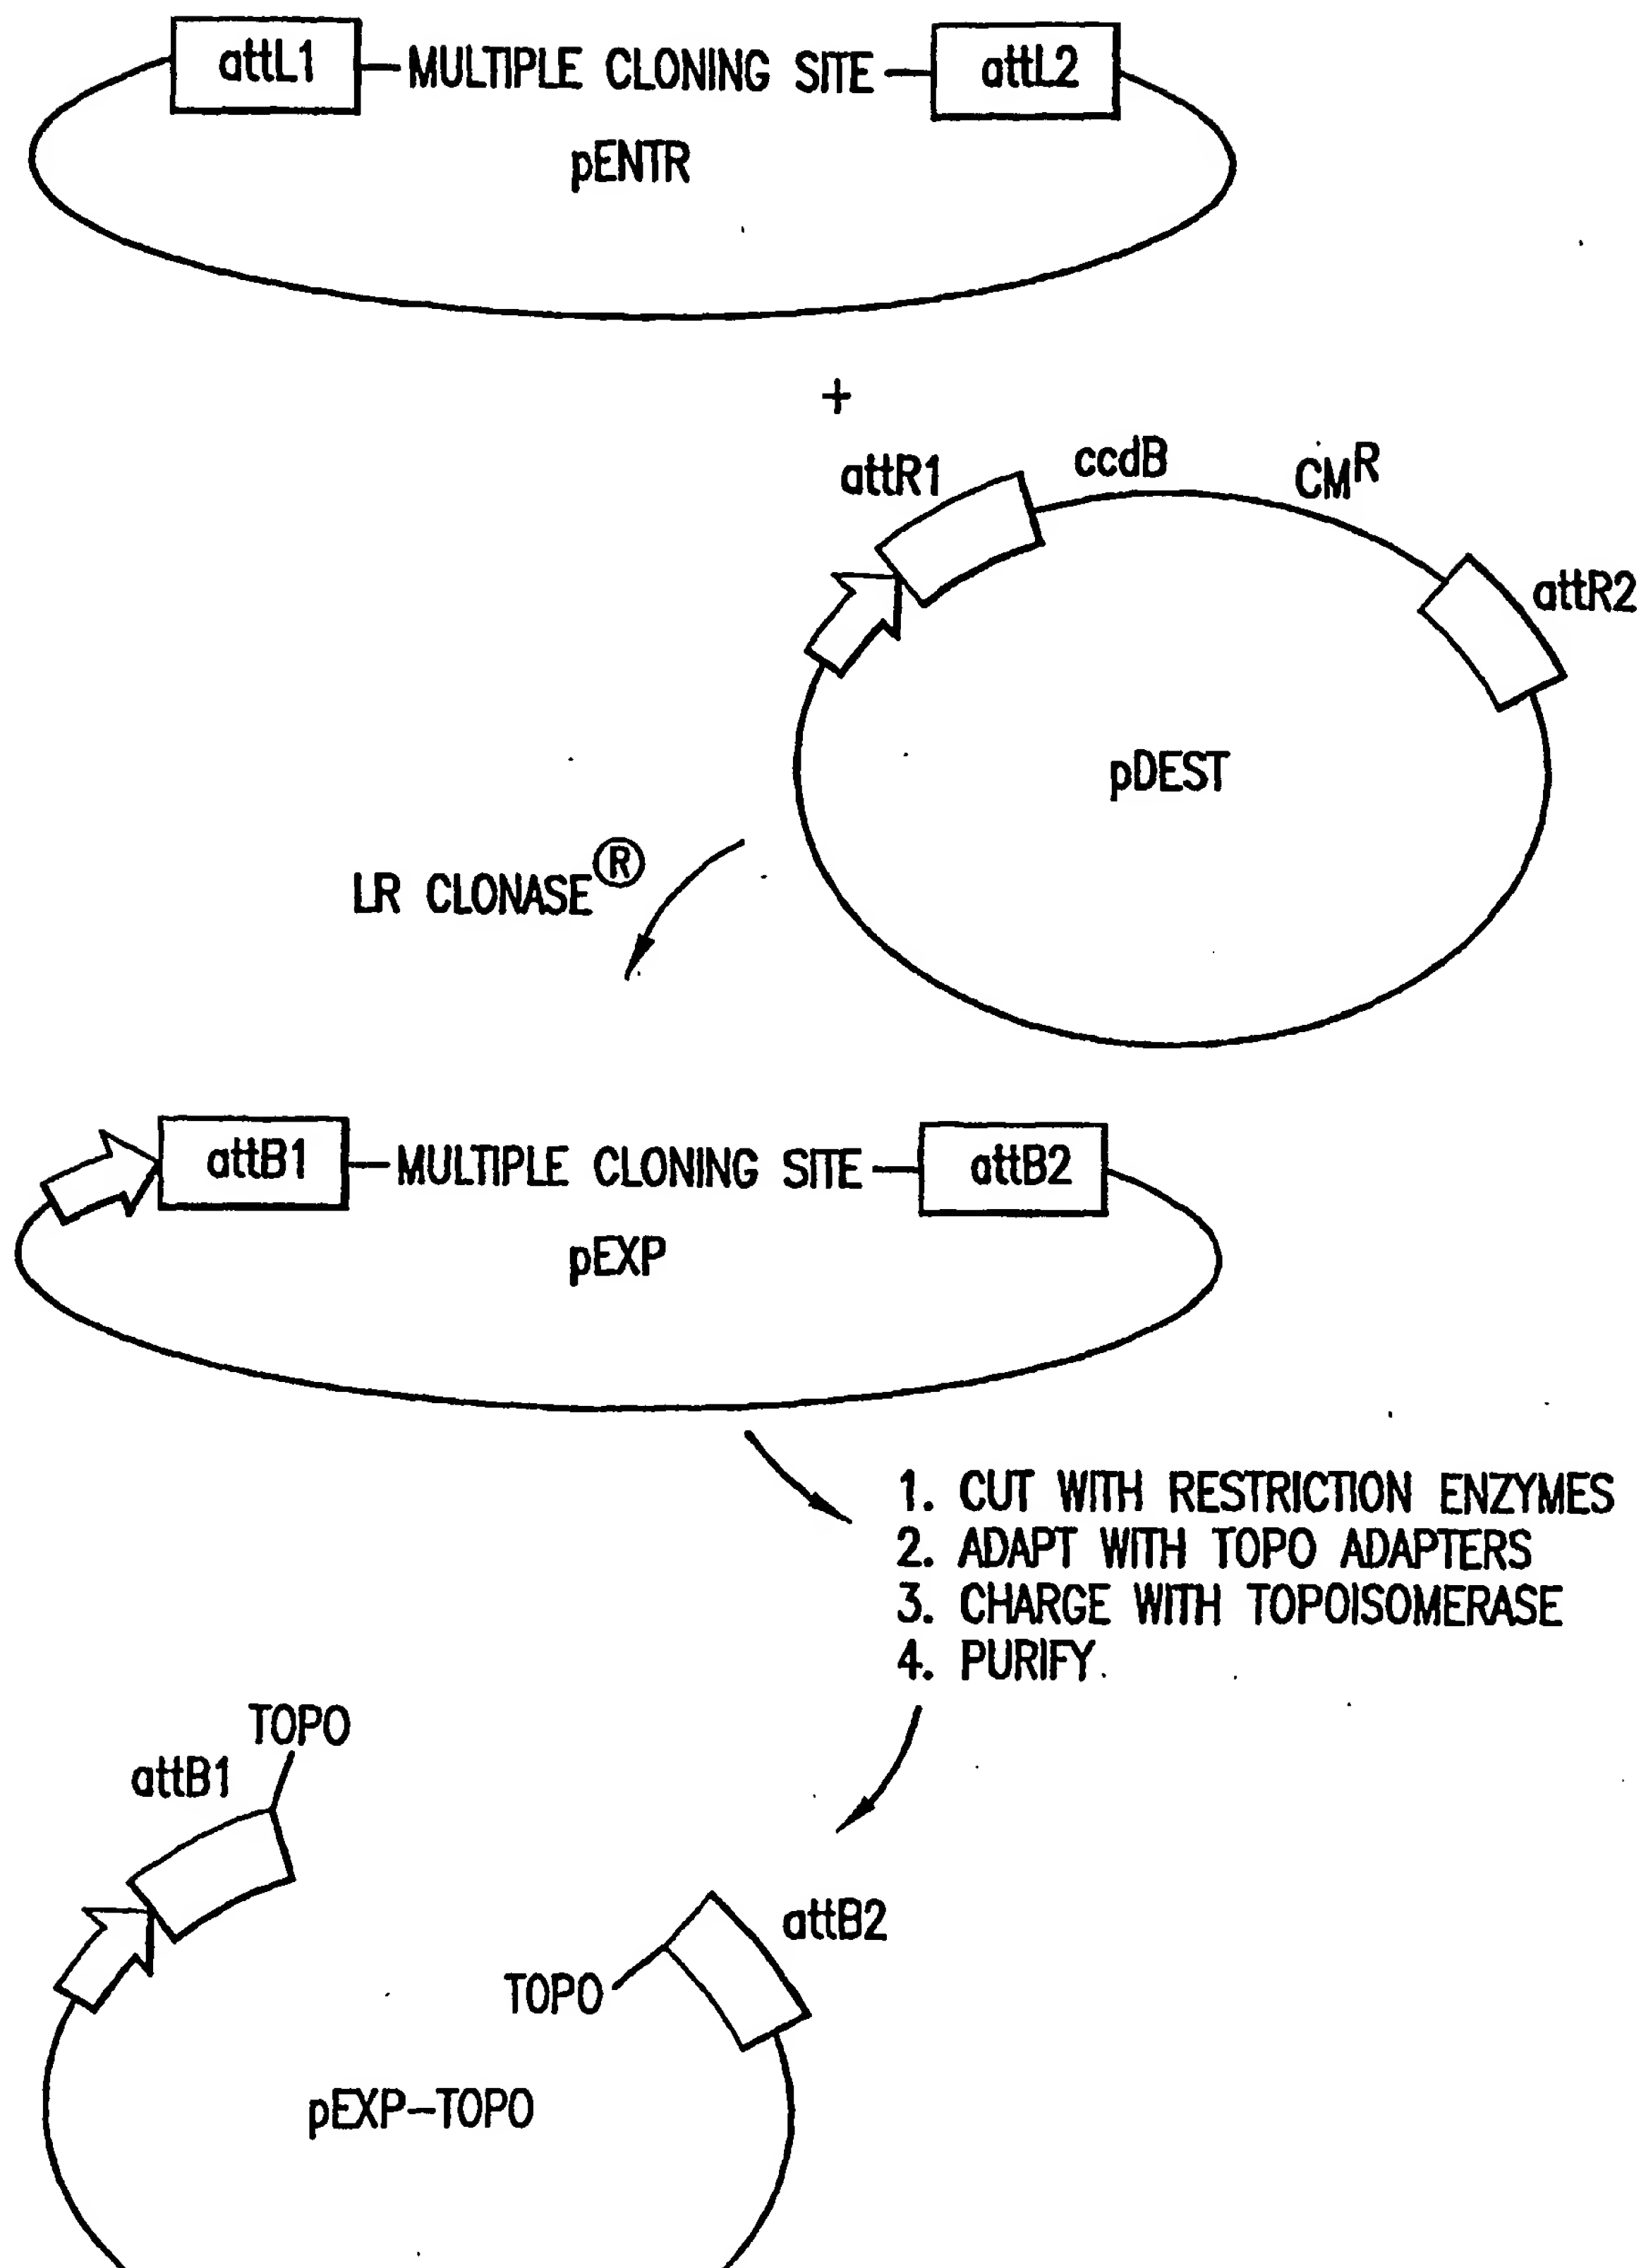 attL1 MULTIPLE CLONING SITE attL2
pENTR
+
attR1 ccdB CMR
attR2
pDEST
LR CLONASE®
attB1 MULTIPLE CLONING SITE attB2
pEXP
1. CUT WITH RESTRICTION ENZYMES
2. ADAPT WITH TOPO ADAPTERS
3. CHARGE WITH TOPOISOMERASE
4. PURIFY
TOPO
attB1
attB2
TOPO
pEXP-TOPO